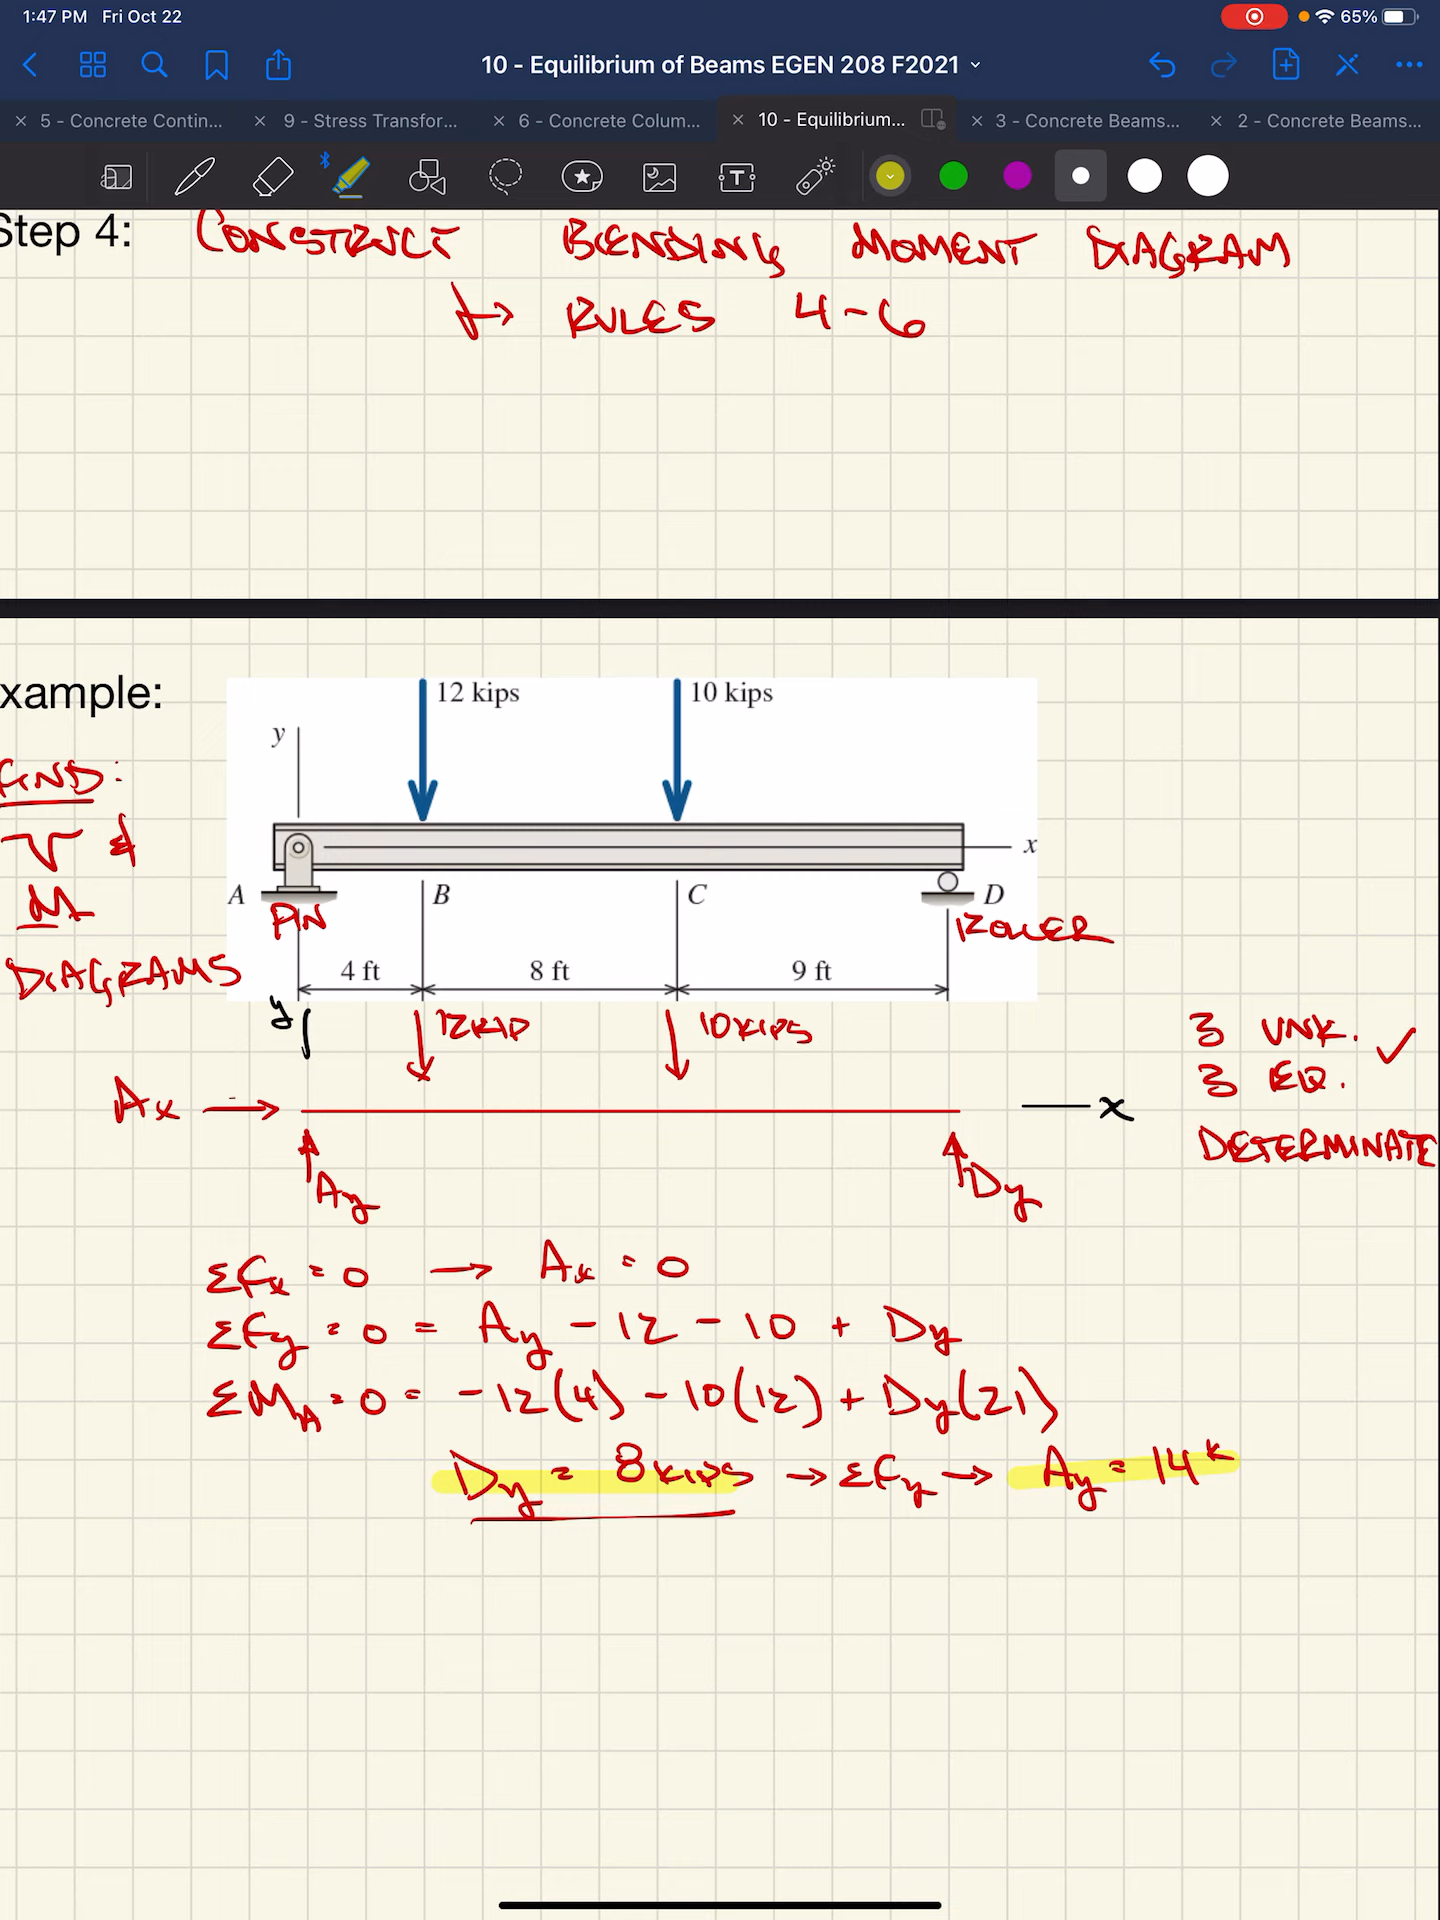 1:47 PM Fri Oct 22
65%
10 - Equilibrium of Beams EGEN 208 F2021
5 - Concrete Contin...
9 - Stress Transfor...
6 - Concrete Colum...
10 - Equilibrium...
3 - Concrete Beams...
2 - Concrete Beams...
Step 4: CONSTRUCT BENDING MOMENT DIAGRAM
↳ RULES 4-6
xample:
12 kips
10 kips
y
FIND:
V &
M
DIAGRAMS
x
A
B
C
D
PIN
ROLLER
4 ft
8 ft
9 ft
y
12 KIP
10 KIPS
3 UNK. ✓
3 EQ.
DETERMINATE
Ax →
x
Ay
Dy
ΣFx = 0 → Ax = 0
ΣFy = 0 = Ay - 12 - 10 + Dy
ΣMA = 0 = -12(4) - 10(12) + Dy(21)
Dy = 8 KIPS → ΣFy → Ay = 14ᵏ